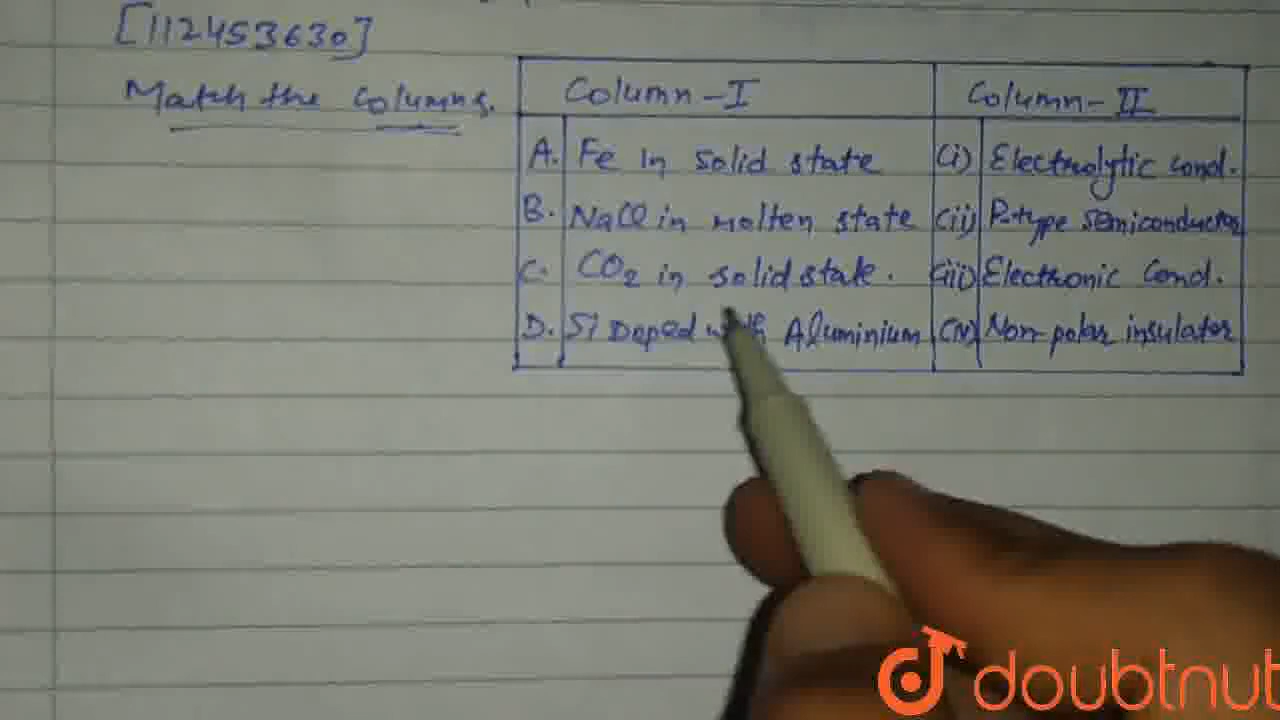 [112453630]
Match the Columns.
Column-I
Column-II
A. Fe in solid state
(i) Electrolytic cond.
B. NaCl in molten state
(ii) P-type semiconductor
C. CO2 in solid state.
(iii) Electronic Cond.
D. Si Doped with Aluminium
(iv) Non-polar insulator
doubtnut